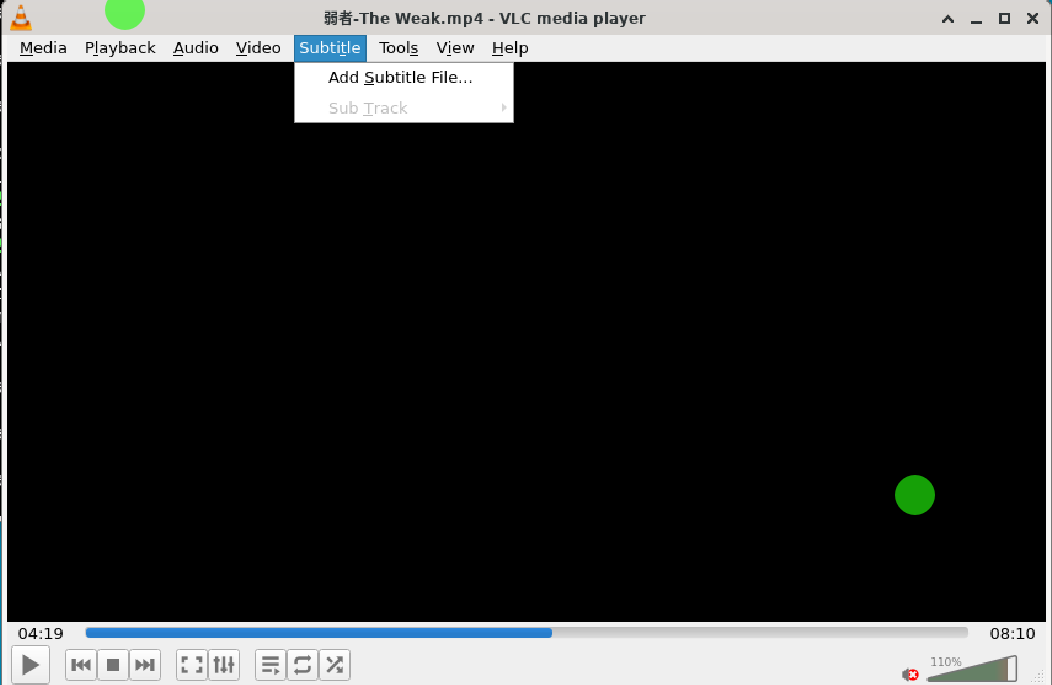 弱者-The Weak.mp4 - VLC media player
Media Playback Audio Video Subtitle Tools View Help
Add Subtitle File...
Sub Track
04:19 08:10
110%